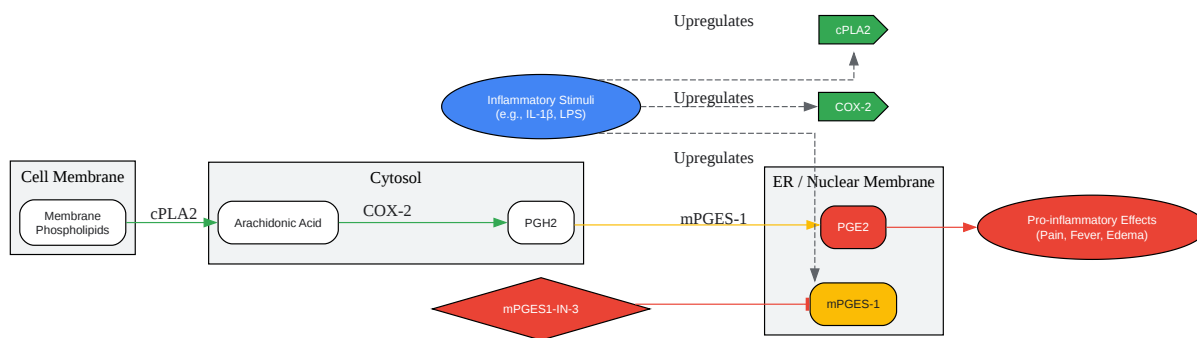 Upregulates
cPLA2
Inflammatory Stimuli
(e.g., IL-1β, LPS)
Upregulates
COX-2
Upregulates
Cell Membrane
Membrane
Phospholipids
cPLA2
Cytosol
Arachidonic Acid
COX-2
PGH2
mPGES-1
ER / Nuclear Membrane
PGE2
Pro-inflammatory Effects
(Pain, Fever, Edema)
mPGES1-IN-3
mPGES-1